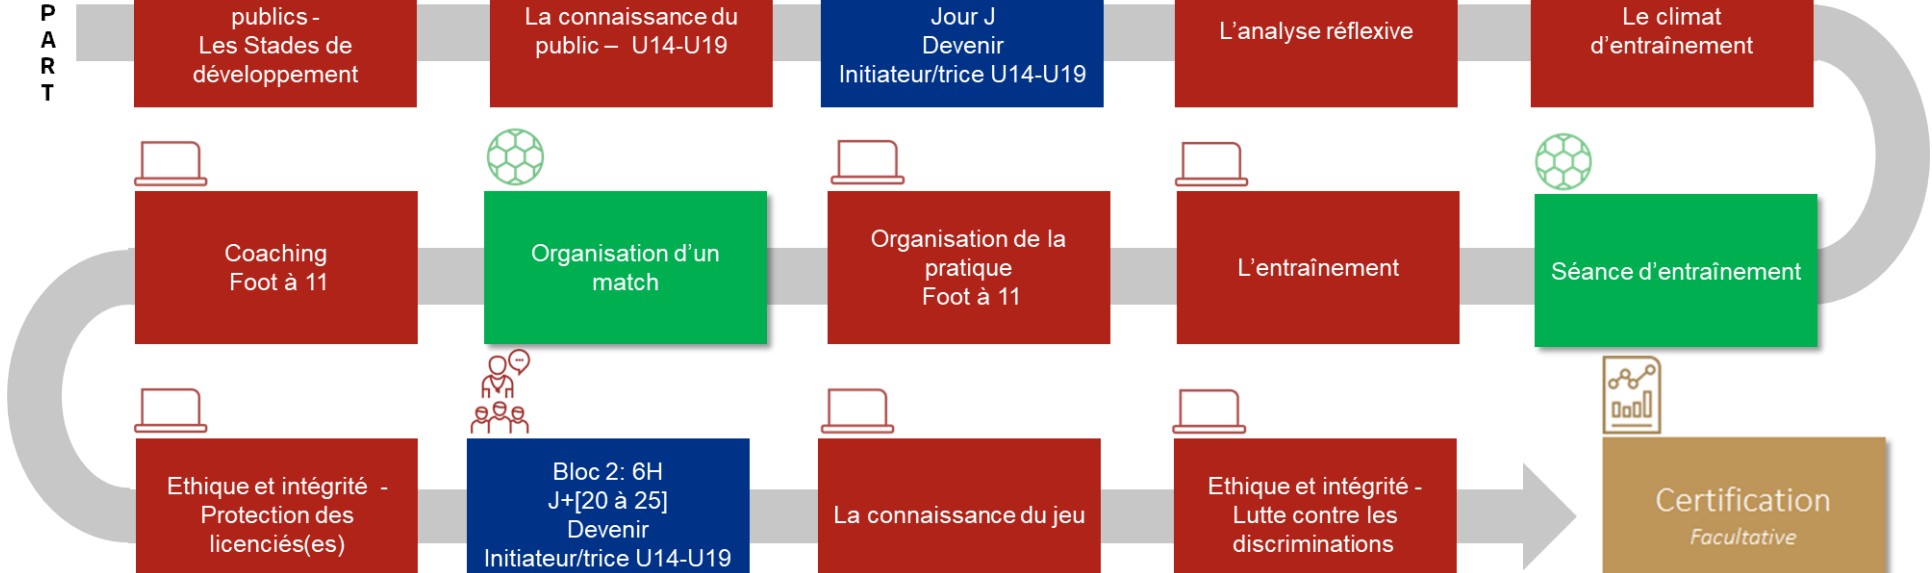 P
A
R
T
publics -
Les Stades de
développement
La connaissance du
public – U14-U19
Jour J
Devenir
Initiateur/trice U14-U19
L’analyse réflexive
Le climat
d’entraînement
Coaching
Foot à 11
Organisation d’un
match
Organisation de la
pratique
Foot à 11
L’entraînement
Séance d’entraînement
Ethique et intégrité -
Protection des
licenciés(es)
Bloc 2: 6H
J+[20 à 25]
Devenir
Initiateur/trice U14-U19
La connaissance du jeu
Ethique et intégrité -
Lutte contre les
discriminations
Certification
Facultative